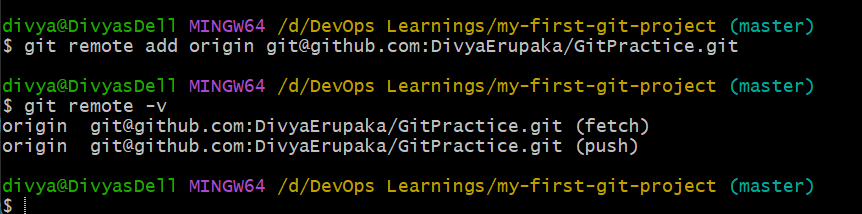 divya@DivyasDell MINGW64 /d/DevOps Learnings/my-first-git-project (master)
$ git remote add origin git@github.com:DivyaErupaka/GitPractice.git
divya@DivyasDell MINGW64 /d/DevOps Learnings/my-first-git-project (master)
$ git remote -v
origin  git@github.com:DivyaErupaka/GitPractice.git (fetch)
origin  git@github.com:DivyaErupaka/GitPractice.git (push)
divya@DivyasDell MINGW64 /d/DevOps Learnings/my-first-git-project (master)
$